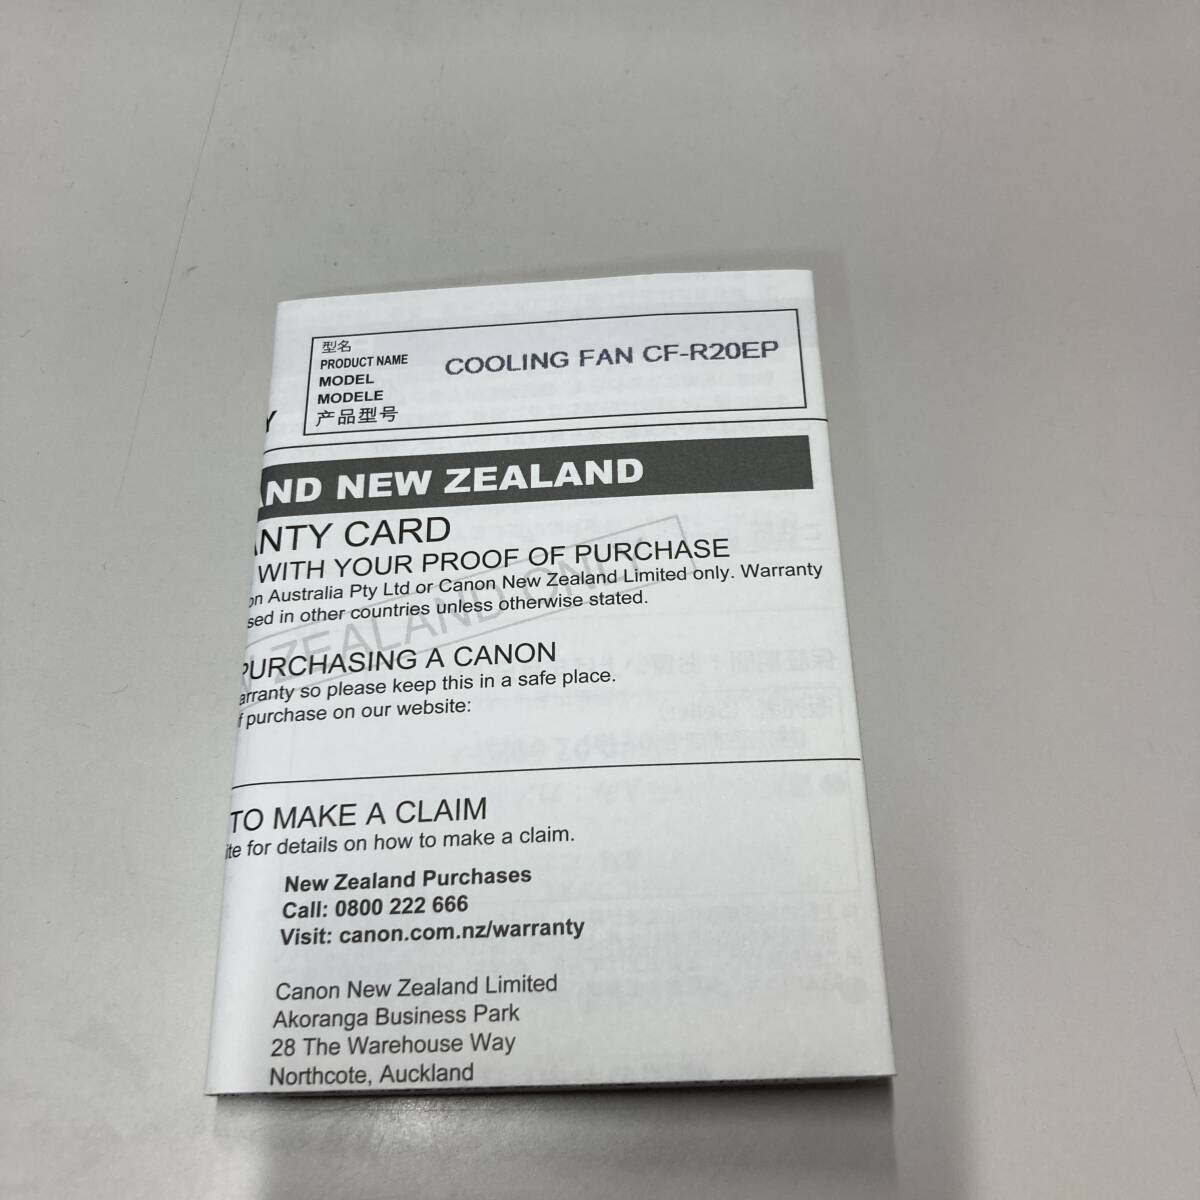 型名
PRODUCT NAME
MODEL
MODELE
产品型号
COOLING FAN CF-R20EP
Y
AND NEW ZEALAND
ANTY CARD
WITH YOUR PROOF OF PURCHASE
on Australia Pty Ltd or Canon New Zealand Limited only. Warranty
sed in other countries unless otherwise stated.
ZEALAND ONLY
PURCHASING A CANON
arranty so please keep this in a safe place.
f purchase on our website:
TO MAKE A CLAIM
ite for details on how to make a claim.
New Zealand Purchases
Call: 0800 222 666
Visit: canon.com.nz/warranty
Canon New Zealand Limited
Akoranga Business Park
28 The Warehouse Way
Northcote, Auckland